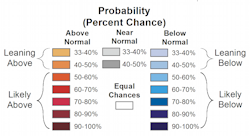 Probability
(Percent Chance)
Above Normal
Near Normal
Below Normal
Leaning Above
33-40% 33-40% 33-40%
Leaning Below
40-50% 40-50% 40-50%
Likely Above
50-60% 50-60%
Likely Below
60-70% Equal Chances 60-70%
70-80% 70-80%
80-90% 80-90%
90-100% 90-100%